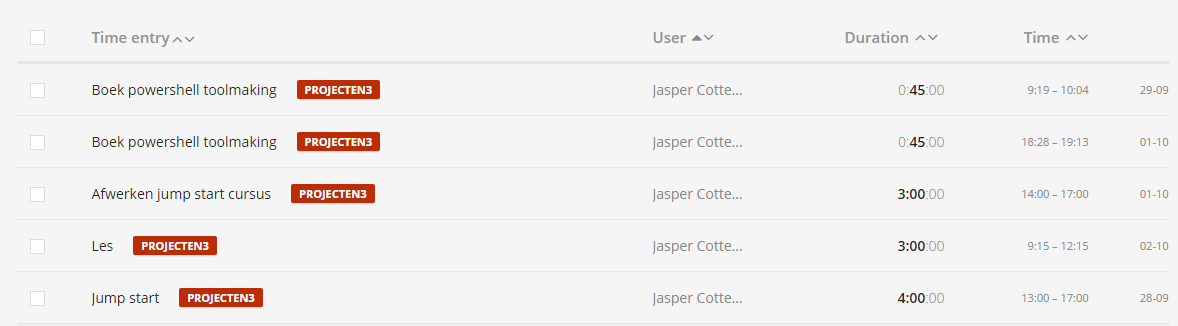 Time entry User Duration Time
Boek powershell toolmaking PROJECTEN3 Jasper Cotte... 0:45:00 9:19 – 10:04 29-09
Boek powershell toolmaking PROJECTEN3 Jasper Cotte... 0:45:00 18:28 – 19:13 01-10
Afwerken jump start cursus PROJECTEN3 Jasper Cotte... 3:00:00 14:00 – 17:00 01-10
Les PROJECTEN3 Jasper Cotte... 3:00:00 9:15 – 12:15 02-10
Jump start PROJECTEN3 Jasper Cotte... 4:00:00 13:00 – 17:00 28-09